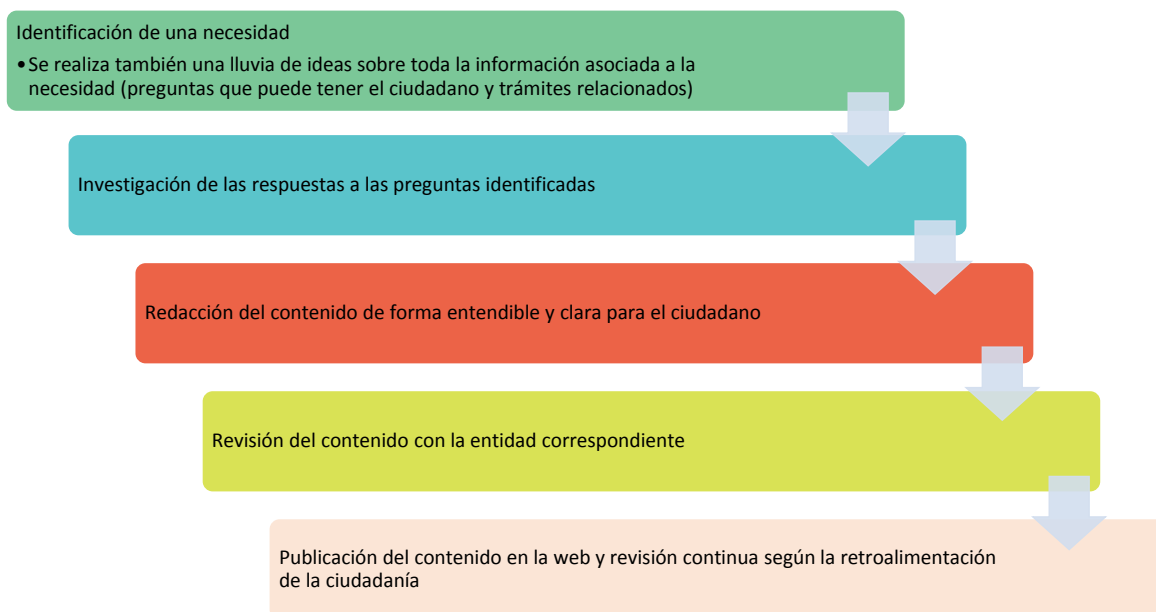 Identificación de una necesidad
•Se realiza también una lluvia de ideas sobre toda la información asociada a la
necesidad (preguntas que puede tener el ciudadano y trámites relacionados)
Investigación de las respuestas a las preguntas identificadas
Redacción del contenido de forma entendible y clara para el ciudadano
Revisión del contenido con la entidad correspondiente
Publicación del contenido en la web y revisión continua según la retroalimentación
de la ciudadanía